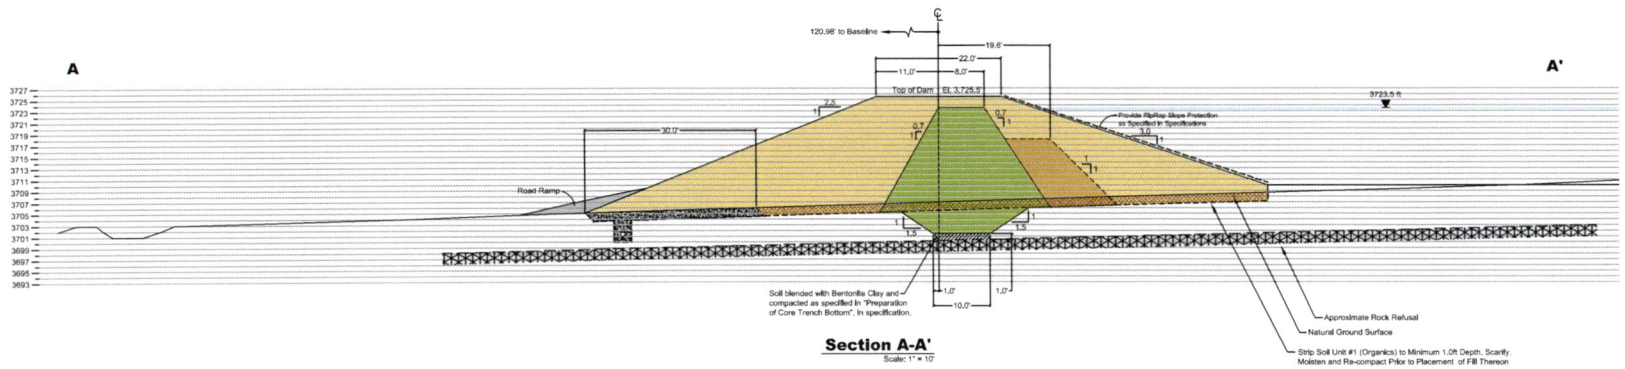 ℄
120.98' to Baseline
19.6'
22.0'
11.0'
8.0'
A
A'
3727
3725
3723
3721
3719
3717
3715
3713
3711
3709
3707
3705
3703
3701
3699
3697
3695
3693
Top of Dam
El. 3,725.5'
3723.5 ft
2.5
1
0.7
1
0.7
1
Provide RipRap Slope Protection
as Specified in Specifications
3.0
1
30.0'
1
1
Road Ramp
1
1.5
1
1.5
1.0'
1.0'
10.0'
Soil blended with Bentonite Clay and
compacted as specified in "Preparation
of Core Trench Bottom", in specification.
Approximate Rock Refusal
Natural Ground Surface
Strip Soil Unit #1 (Organics) to Minimum 1.0ft Depth, Scarify,
Moisten and Re-compact Prior to Placement of Fill Thereon
Section A-A'
Scale: 1" = 10'